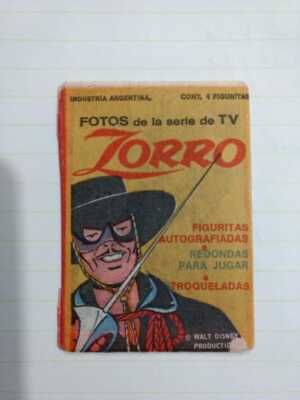 INDUSTRIA ARGENTINA. CONT. 4 FIGURITAS
FOTOS de la serie de TV
ZORRO
FIGURITAS
AUTOGRAFIADAS
REDONDAS
PARA JUGAR
TROQUELADAS
© WALT DISNEY